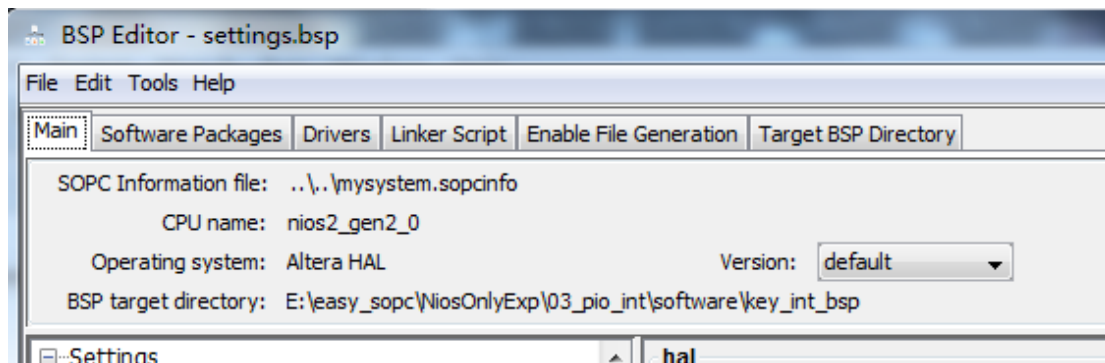 BSP Editor - settings.bsp
File Edit Tools Help
Main Software Packages Drivers Linker Script Enable File Generation Target BSP Directory
SOPC Information file: ..\..\mysystem.sopcinfo
CPU name: nios2_gen2_0
Operating system: Altera HAL Version: default
BSP target directory: E:\easy_sopc\NiosOnlyExp\03_pio_int\software\key_int_bsp
Settings hal